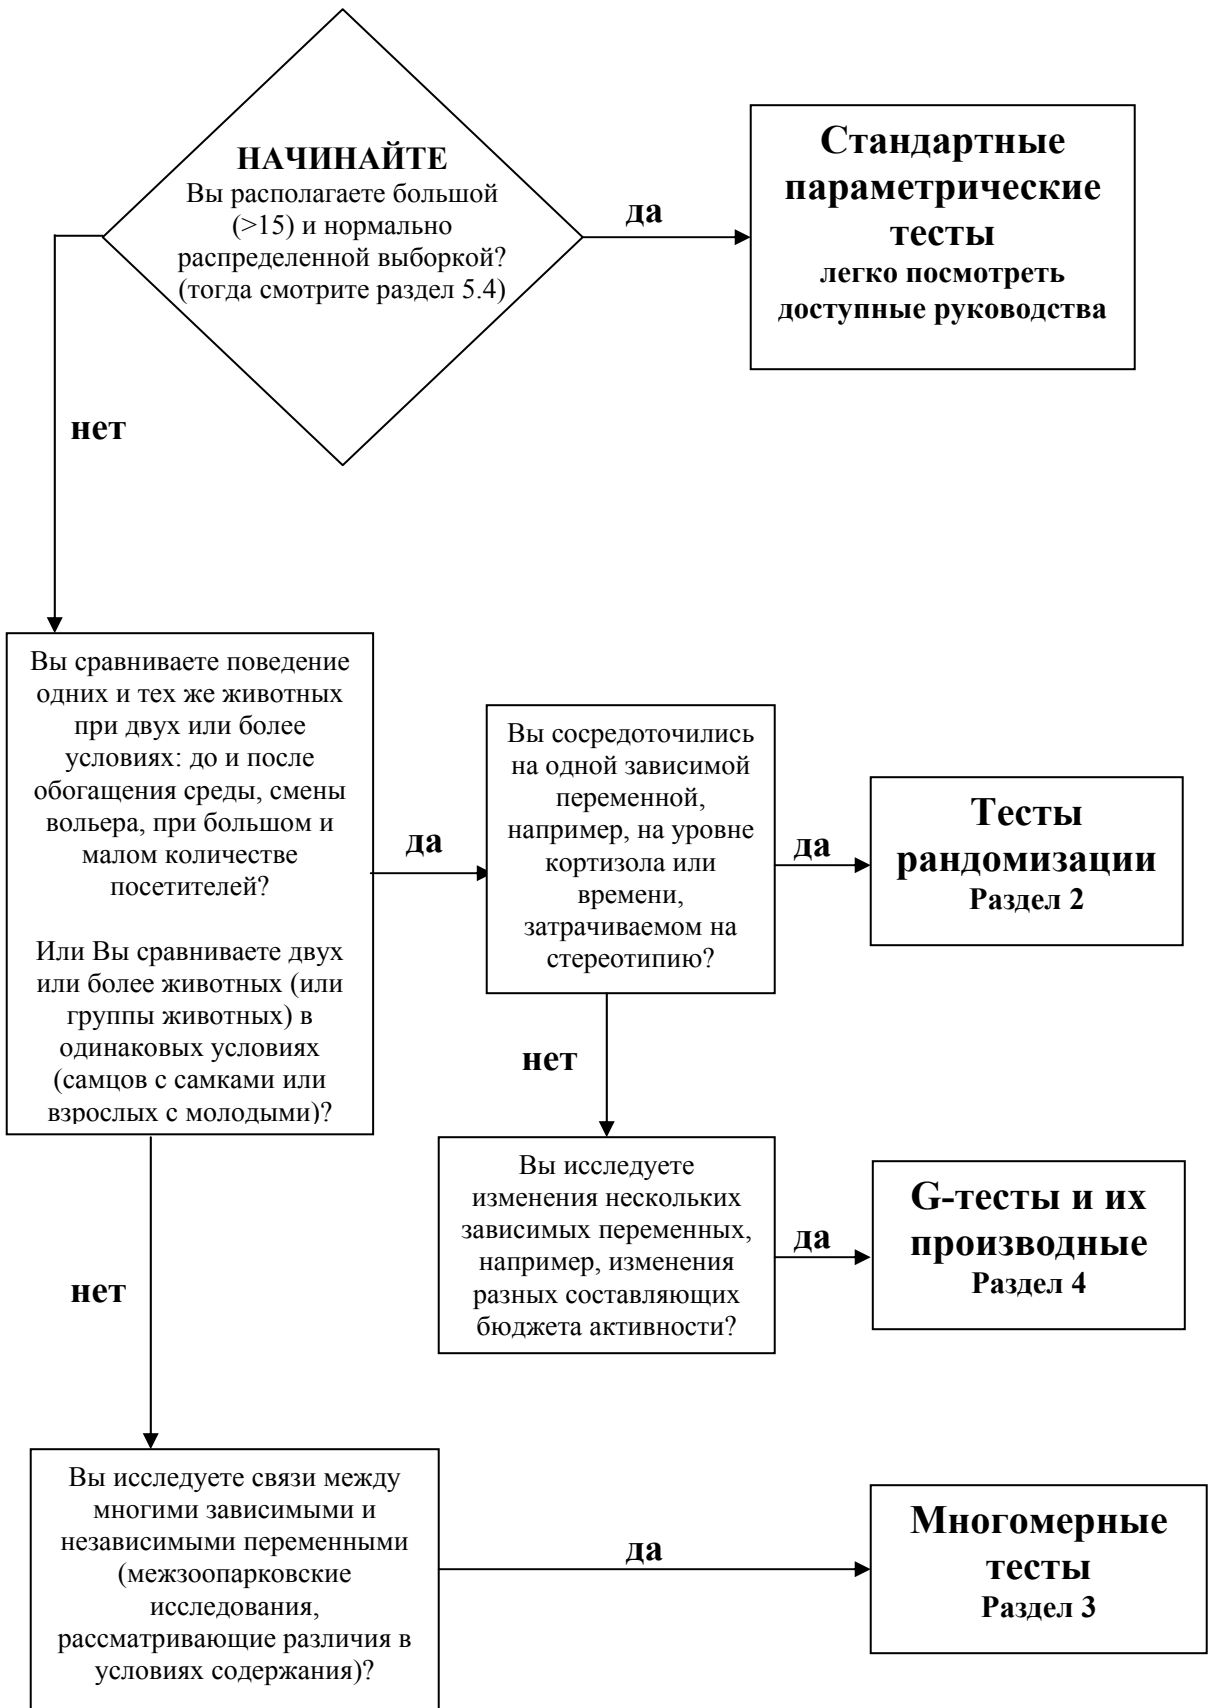 НАЧИНАЙТЕ
Вы располагаете большой
(>15) и нормально
распределенной выборкой?
(тогда смотрите раздел 5.4)
да
Стандартные
параметрические
тесты
легко посмотреть
доступные руководства
нет
Вы сравниваете поведение
одних и тех же животных
при двух или более
условиях: до и после
обогащения среды, смены
вольера, при большом и
малом количестве
посетителей?
Или Вы сравниваете двух
или более животных (или
группы животных) в
одинаковых условиях
(самцов с самками или
взрослых с молодыми)?
да
Вы сосредоточились
на одной зависимой
переменной,
например, на уровне
кортизола или
времени,
затрачиваемом на
стереотипию?
да
Тесты
рандомизации
Раздел 2
нет
Вы исследуете
изменения нескольких
зависимых переменных,
например, изменения
разных составляющих
бюджета активности?
да
G-тесты и их
производные
Раздел 4
нет
Вы исследуете связи между
многими зависимыми и
независимыми переменными
(межзоопарковские
исследования,
рассматривающие различия в
условиях содержания)?
да
Многомерные
тесты
Раздел 3